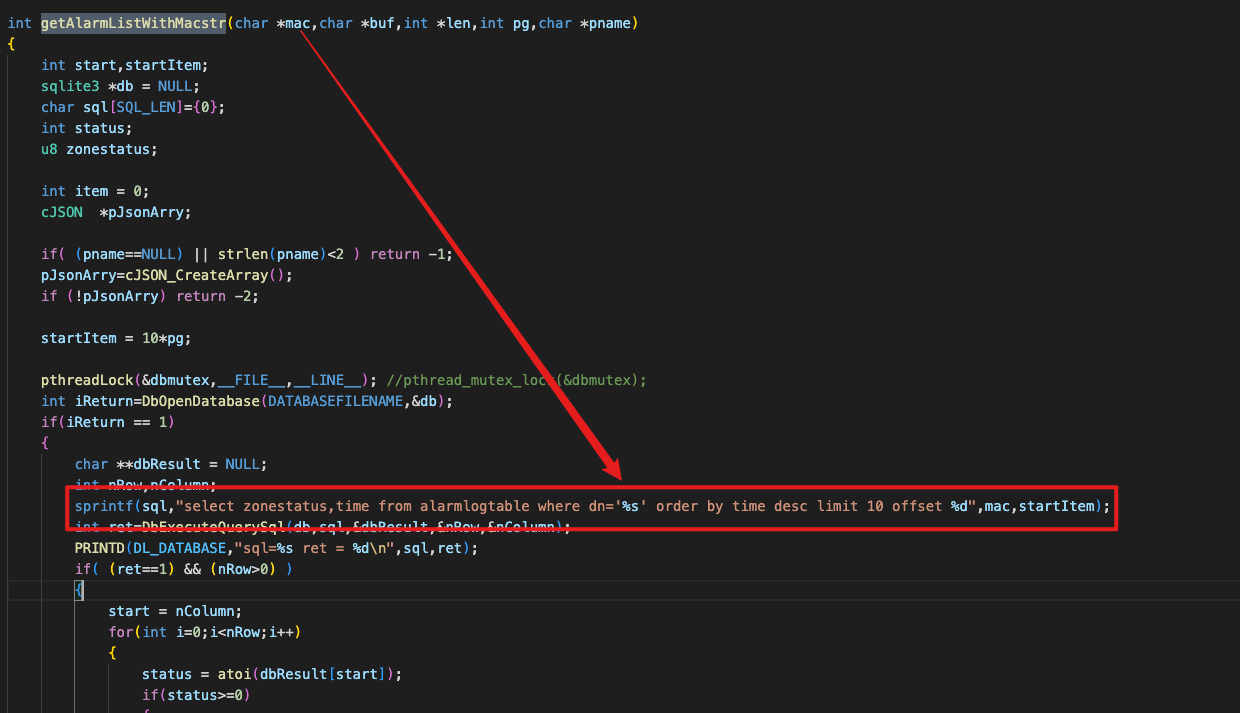 int getAlarmListWithMacstr(char *mac,char *buf,int *len,int pg,char *pname)
{
    int start,startItem;
    sqlite3 *db = NULL;
    char sql[SQL_LEN]={0};
    int status;
    u8 zonestatus;
    int item = 0;
    cJSON  *pJsonArry;
    if( (pname==NULL) || strlen(pname)<2 ) return -1;
    pJsonArry=cJSON_CreateArray();
    if (!pJsonArry) return -2;
    startItem = 10*pg;
    pthreadLock(&dbmutex,__FILE__,__LINE__); //pthread_mutex_lock(&dbmutex);
    int iReturn=DbOpenDatabase(DATABASEFILENAME,&db);
    if(iReturn == 1)
    {
        char **dbResult = NULL;
        int nRow,nColumn;
        sprintf(sql,"select zonestatus,time from alarmlogtable where dn='%s' order by time desc limit 10 offset %d",mac,startItem);
        int ret=DbExecuteQuerySql(db,sql,&dbResult,&nRow,&nColumn);
        PRINTD(DL_DATABASE,"sql=%s ret = %d\n",sql,ret);
        if( (ret==1) && (nRow>0) )
        {
            start = nColumn;
            for(int i=0;i<nRow;i++)
            {
                status = atoi(dbResult[start]);
                if(status>=0)